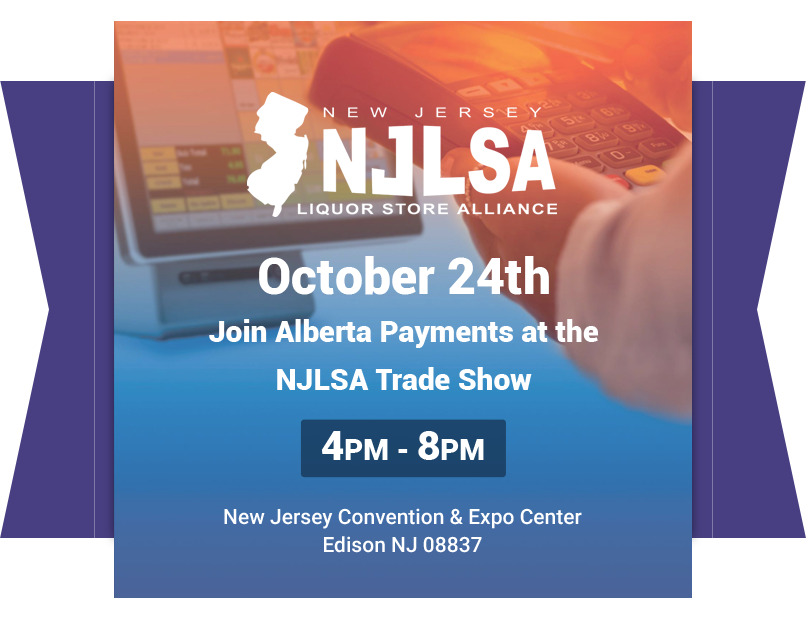 NEW JERSEY
NJLSA
LIQUOR STORE ALLIANCE
October 24th
Join Alberta Payments at the
NJLSA Trade Show
4PM - 8PM
New Jersey Convention & Expo Center
Edison NJ 08837